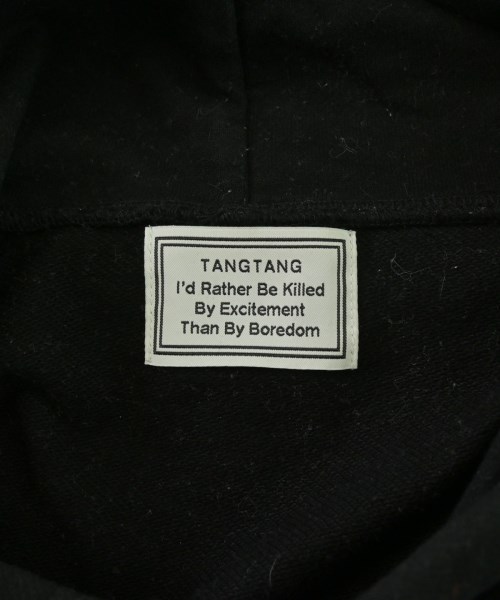 TANGTANG
I'd Rather Be Killed
By Excitement
Than By Boredom